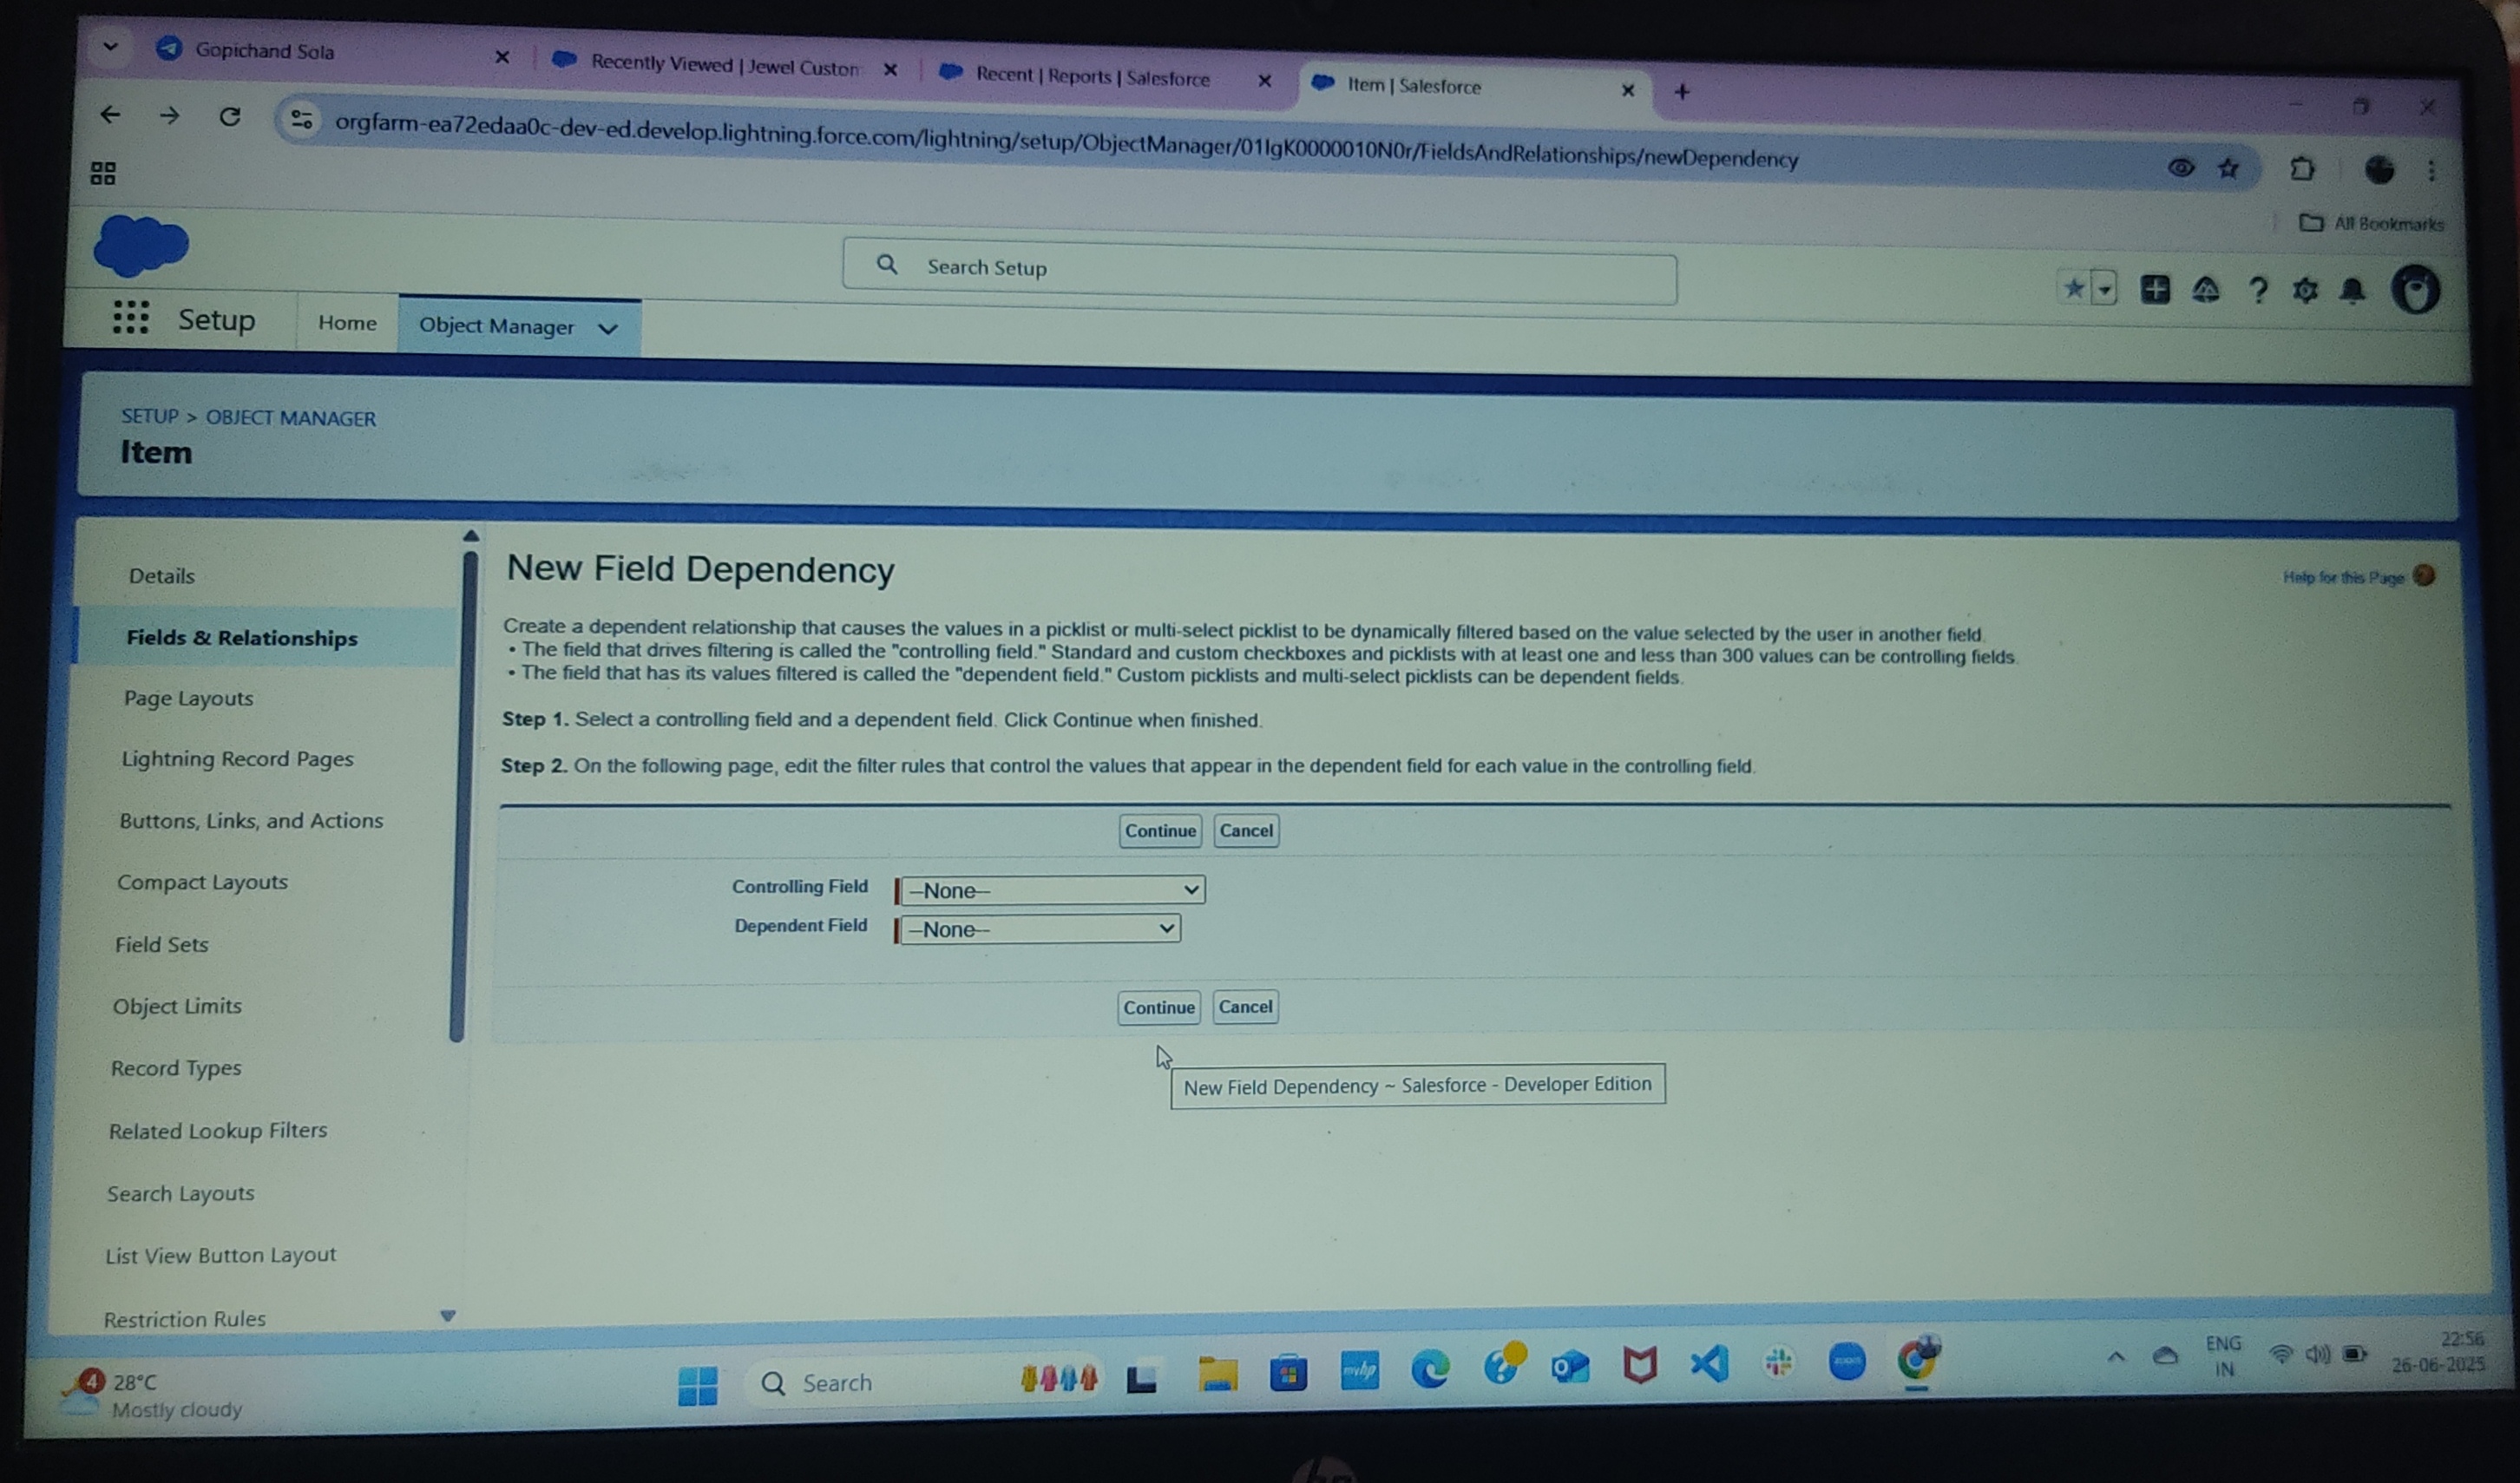 Gopichand Sola
Recently Viewed | Jewel Custom
Recent | Reports | Salesforce
Item | Salesforce
orgfarm-ea72edaa0c-dev-ed.develop.lightning.force.com/lightning/setup/ObjectManager/01IgK0000010N0r/FieldsAndRelationships/newDependency
All Bookmarks
Search Setup
Setup
Home
Object Manager
SETUP > OBJECT MANAGER
Item
Details
Fields & Relationships
Page Layouts
Lightning Record Pages
Buttons, Links, and Actions
Compact Layouts
Field Sets
Object Limits
Record Types
Related Lookup Filters
Search Layouts
List View Button Layout
Restriction Rules
New Field Dependency
Help for this Page
Create a dependent relationship that causes the values in a picklist or multi-select picklist to be dynamically filtered based on the value selected by the user in another field.
• The field that drives filtering is called the "controlling field." Standard and custom checkboxes and picklists with at least one and less than 300 values can be controlling fields.
• The field that has its values filtered is called the "dependent field." Custom picklists and multi-select picklists can be dependent fields.
Step 1. Select a controlling field and a dependent field. Click Continue when finished.
Step 2. On the following page, edit the filter rules that control the values that appear in the dependent field for each value in the controlling field.
Continue Cancel
Controlling Field --None--
Dependent Field --None--
Continue Cancel
New Field Dependency ~ Salesforce - Developer Edition
4
28°C
Mostly cloudy
Search
myhp
zoom
ENG
IN
22:56
26-06-2025
hp